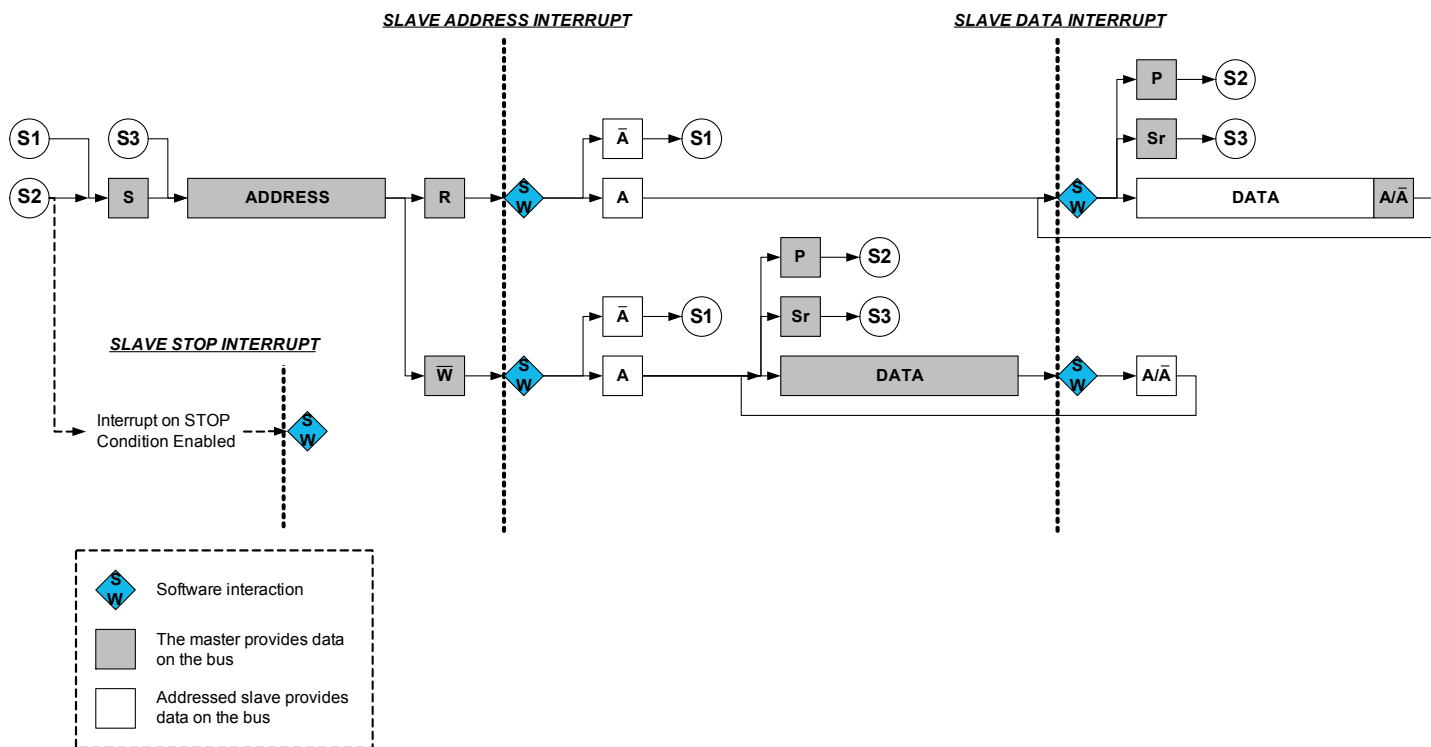 SLAVE ADDRESS INTERRUPT
SLAVE DATA INTERRUPT
P
S2
S1
S3
A̅
S1
Sr
S3
S2
S
ADDRESS
R
S
W
A
S
W
DATA
A/A̅
P
S2
A̅
S1
Sr
S3
SLAVE STOP INTERRUPT
W̅
S
W
A
DATA
S
W
A/A̅
Interrupt on STOP
Condition Enabled
S
W
S
W
Software interaction
The master provides data
on the bus
Addressed slave provides
data on the bus